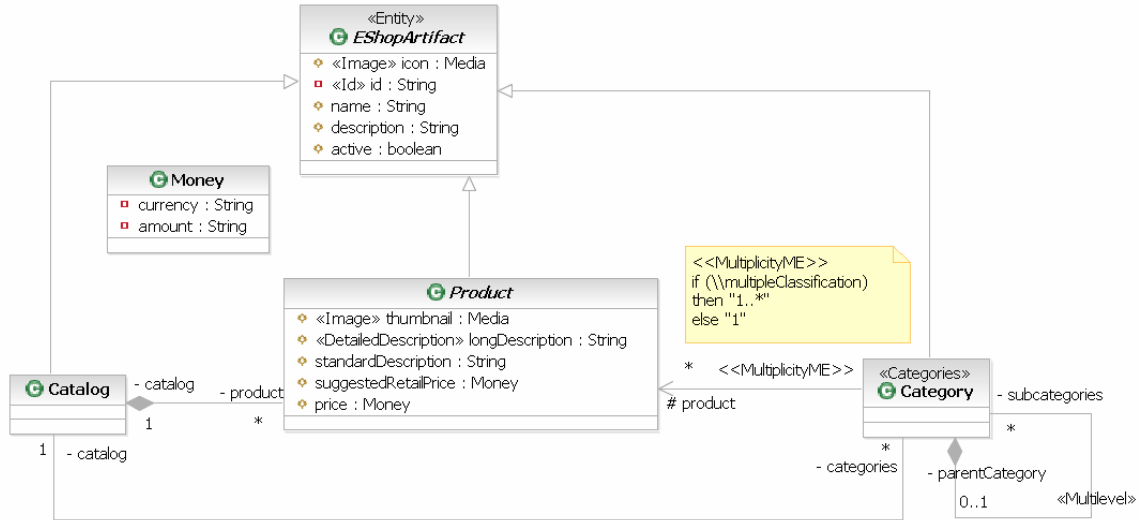 «Entity»
C EShopArtifact
«Image» icon : Media
«Id» id : String
name : String
description : String
active : boolean
C Money
currency : String
amount : String
<<MultiplicityME>>
if (\\multipleClassification)
then "1..*"
else "1"
C Product
«Image» thumbnail : Media
«DetailedDescription» longDescription : String
standardDescription : String
suggestedRetailPrice : Money
price : Money
C Catalog
- catalog
1
- product
*
* <<MultiplicityME>>
# product
«Categories»
C Category
- subcategories
*
1
- catalog
*
- categories
- parentCategory
0..1
«Multilevel»